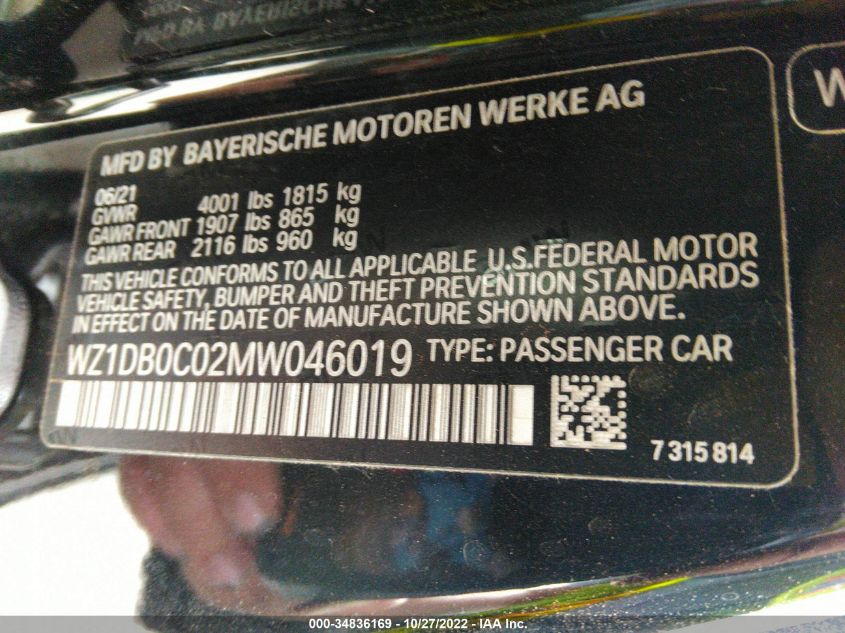 MFD BY BAYERISCHE MOTOREN WERKE AG
06/21
GVWR 4001 lbs 1815 kg
GAWR FRONT 1907 lbs 865 kg
GAWR REAR 2116 lbs 960 kg
THIS VEHICLE CONFORMS TO ALL APPLICABLE U.S.FEDERAL MOTOR
VEHICLE SAFETY, BUMPER AND THEFT PREVENTION STANDARDS
IN EFFECT ON THE DATE OF MANUFACTURE SHOWN ABOVE.
WZ1DB0C02MW046019 TYPE: PASSENGER CAR
7315814
000-34836169 - 10/27/2022 - IAA Inc.